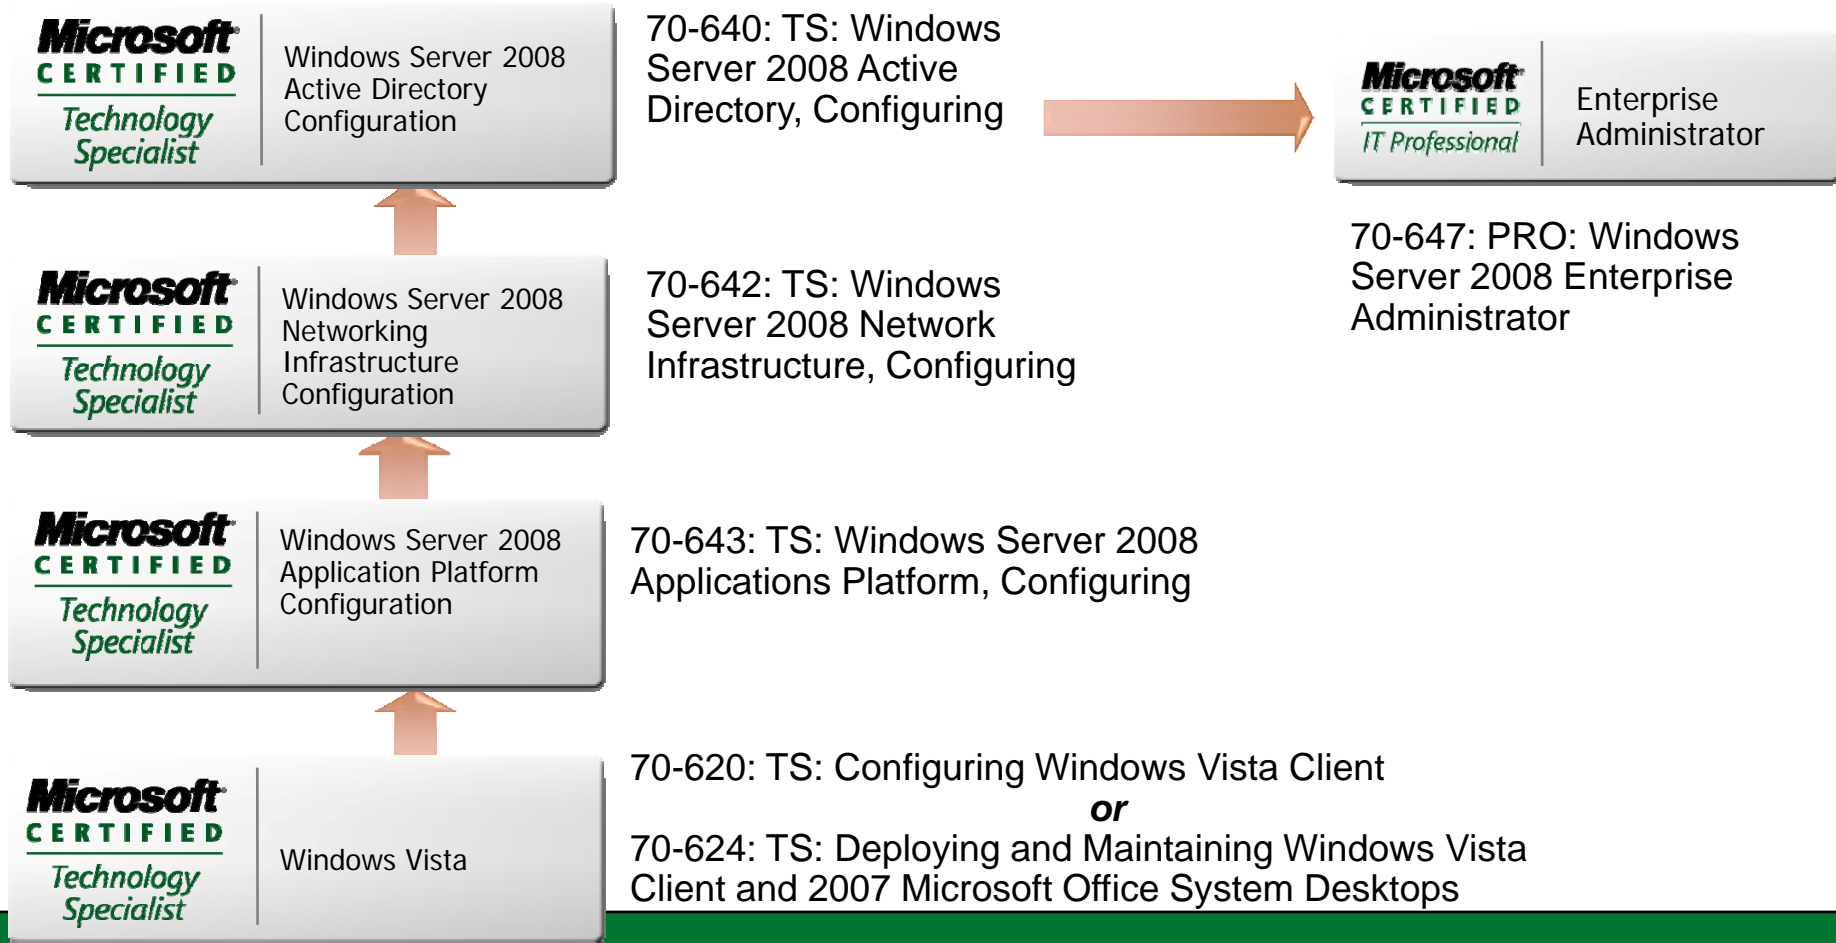 Microsoft
CERTIFIED
Technology
Specialist
Windows Server 2008
Active Directory
Configuration
70-640: TS: Windows
Server 2008 Active
Directory, Configuring
Microsoft
CERTIFIED
IT Professional
Enterprise
Administrator
70-647: PRO: Windows
Server 2008 Enterprise
Administrator
Microsoft
CERTIFIED
Technology
Specialist
Windows Server 2008
Networking
Infrastructure
Configuration
70-642: TS: Windows
Server 2008 Network
Infrastructure, Configuring
Microsoft
CERTIFIED
Technology
Specialist
Windows Server 2008
Application Platform
Configuration
70-643: TS: Windows Server 2008
Applications Platform, Configuring
Microsoft
CERTIFIED
Technology
Specialist
Windows Vista
70-620: TS: Configuring Windows Vista Client
or
70-624: TS: Deploying and Maintaining Windows Vista
Client and 2007 Microsoft Office System Desktops